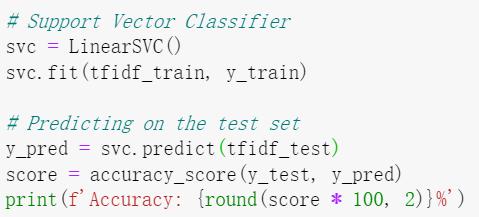 # Support Vector Classifier
svc = LinearSVC()
svc.fit(tfidf_train, y_train)
# Predicting on the test set
y_pred = svc.predict(tfidf_test)
score = accuracy_score(y_test, y_pred)
print(f'Accuracy: {round(score * 100, 2)}%')